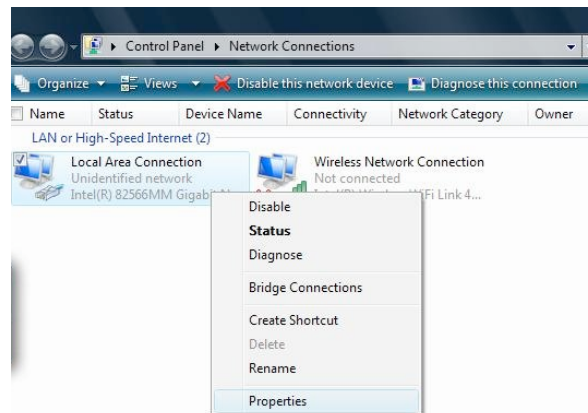 Control Panel Network Connections
Organize Views Disable this network device Diagnose this connection
Name Status Device Name Connectivity Network Category Owner
LAN or High-Speed Internet (2)
Local Area Connection
Unidentified network
Intel(R) 82566MM
Wireless Network Connection
Not connected
Link 4...
Disable
Status
Diagnose
Bridge Connections
Create Shortcut
Delete
Rename
Properties